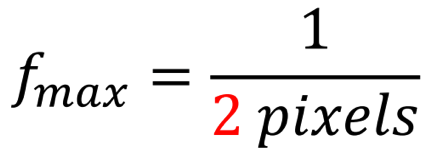 f_max = 1 / 2 pixels